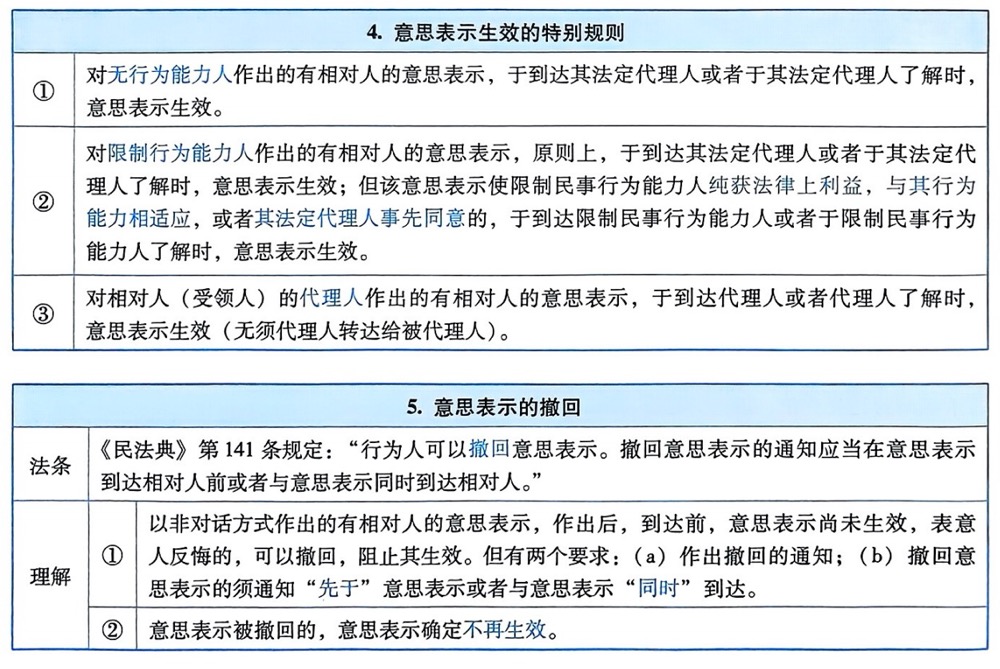 4. 意思表示生效的特别规则
①
对无行为能力人作出的有相对人的意思表示，于到达其法定代理人或者于其法定代理人了解时，
意思表示生效。
②
对限制行为能力人作出的有相对人的意思表示，原则上，于到达其法定代理人或者于其法定代
理人了解时，意思表示生效；但该意思表示使限制民事行为能力人纯获法律上利益，与其行为
能力相适应，或者其法定代理人事先同意的，于到达限制民事行为能力人或者于限制民事行为
能力人了解时，意思表示生效。
③
对相对人（受领人）的代理人作出的有相对人的意思表示，于到达代理人或者代理人了解时，
意思表示生效（无须代理人转达给被代理人）。
5. 意思表示的撤回
法条
《民法典》第 141 条规定：“行为人可以撤回意思表示。撤回意思表示的通知应当在意思表示
到达相对人前或者与意思表示同时到达相对人。”
理解
①
以非对话方式作出的有相对人的意思表示，作出后，到达前，意思表示尚未生效，表意
人反悔的，可以撤回，阻止其生效。但有两个要求：（a）作出撤回的通知；（b）撤回意
思表示的须通知“先于”意思表示或者与意思表示“同时”到达。
②
意思表示被撤回的，意思表示确定不再生效。